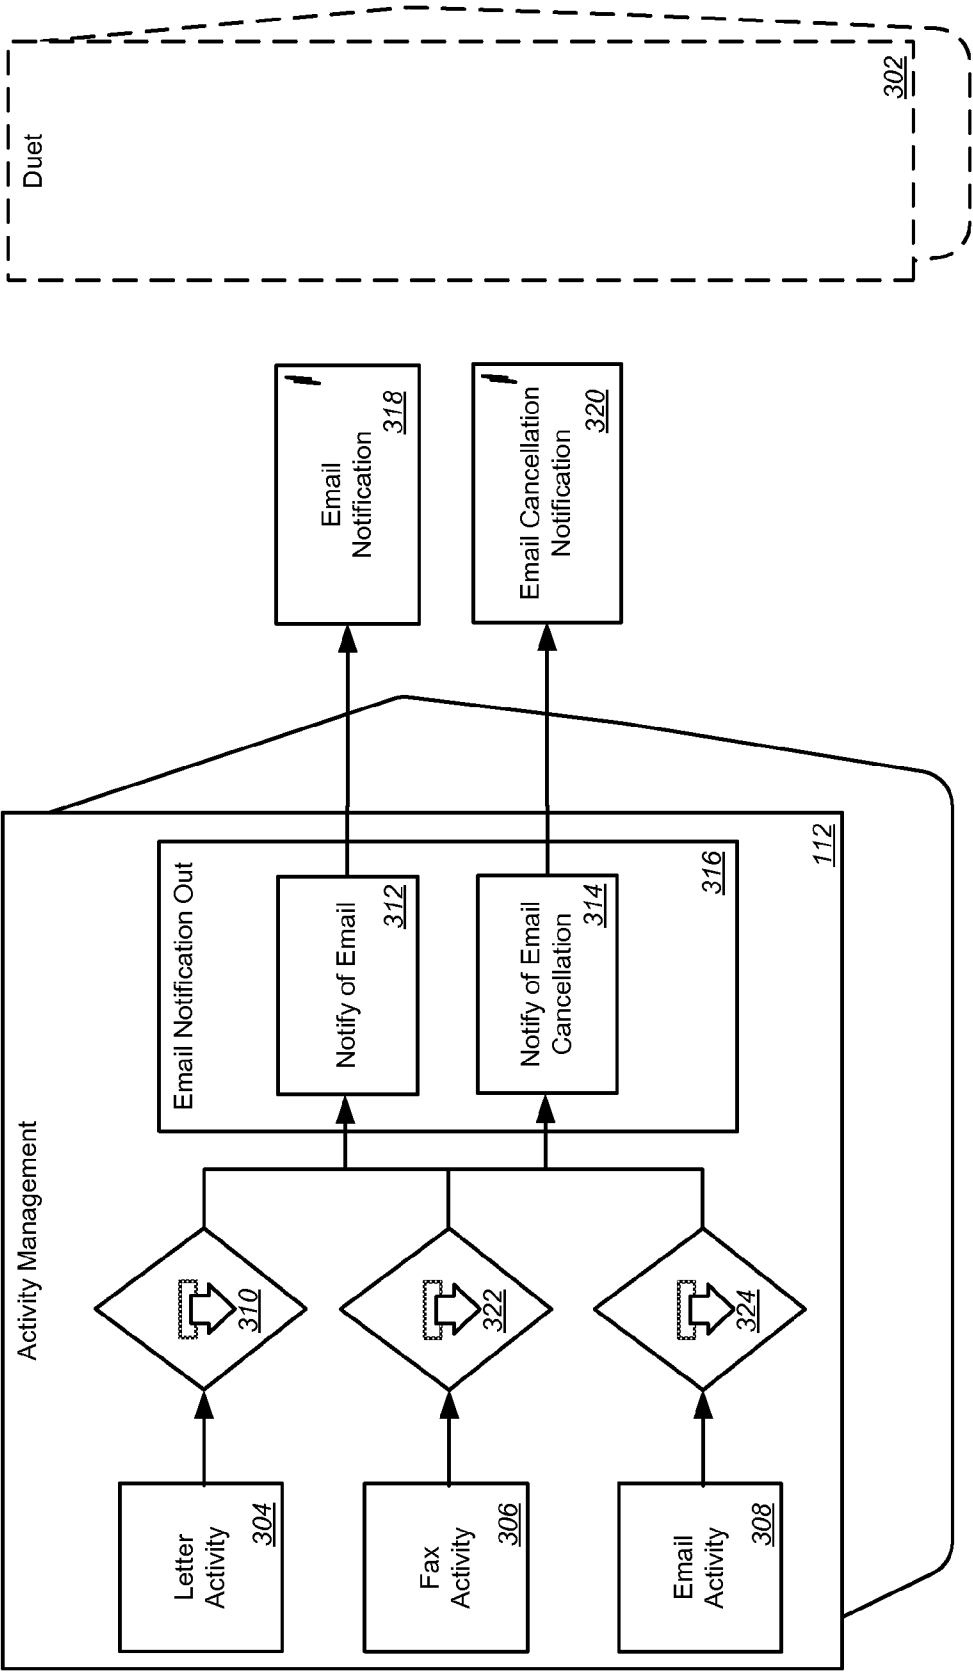 Activity Management
Letter
Activity
304
Fax
Activity
306
Email
Activity
308
310
322
324
Email Notification Out
Notify of Email
312
Notify of Email
Cancellation
314
316
112
Email
Notification
318
Email Cancellation
Notification
320
Duet
302